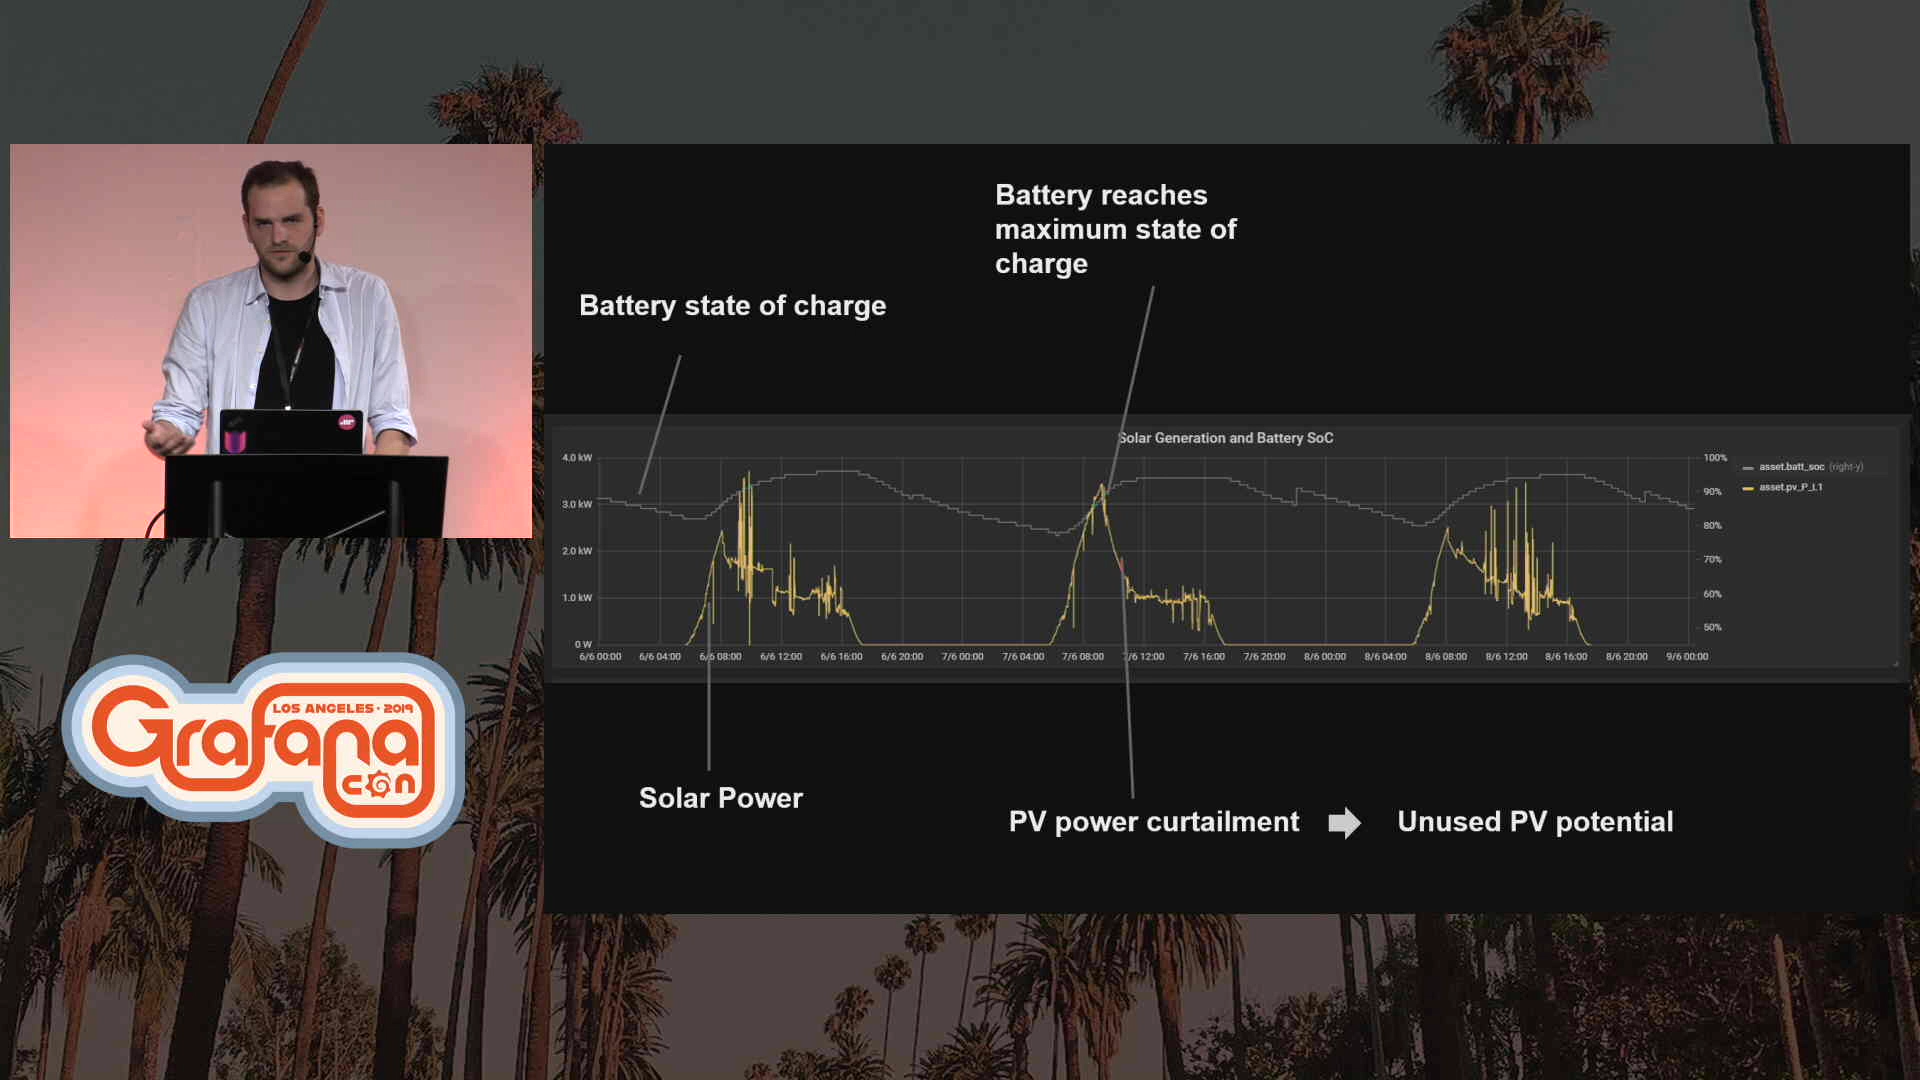 Battery reaches
maximum state of
charge
Battery state of charge
Solar Generation and Battery SoC
4.0 kW
3.0 kW
2.0 kW
1.0 kW
0 W
100%
90%
80%
70%
60%
50%
asset.batt_soc (right-y)
asset.pv_P_L1
6/6 00:00 6/6 04:00 6/6 08:00 6/6 12:00 6/6 16:00 6/6 20:00 7/6 00:00 7/6 04:00 7/6 08:00 7/6 12:00 7/6 16:00 7/6 20:00 8/6 00:00 8/6 04:00 8/6 08:00 8/6 12:00 8/6 16:00 8/6 20:00 9/6 00:00
LOS ANGELES · 2019
Grafana
con
Solar Power
PV power curtailment
Unused PV potential